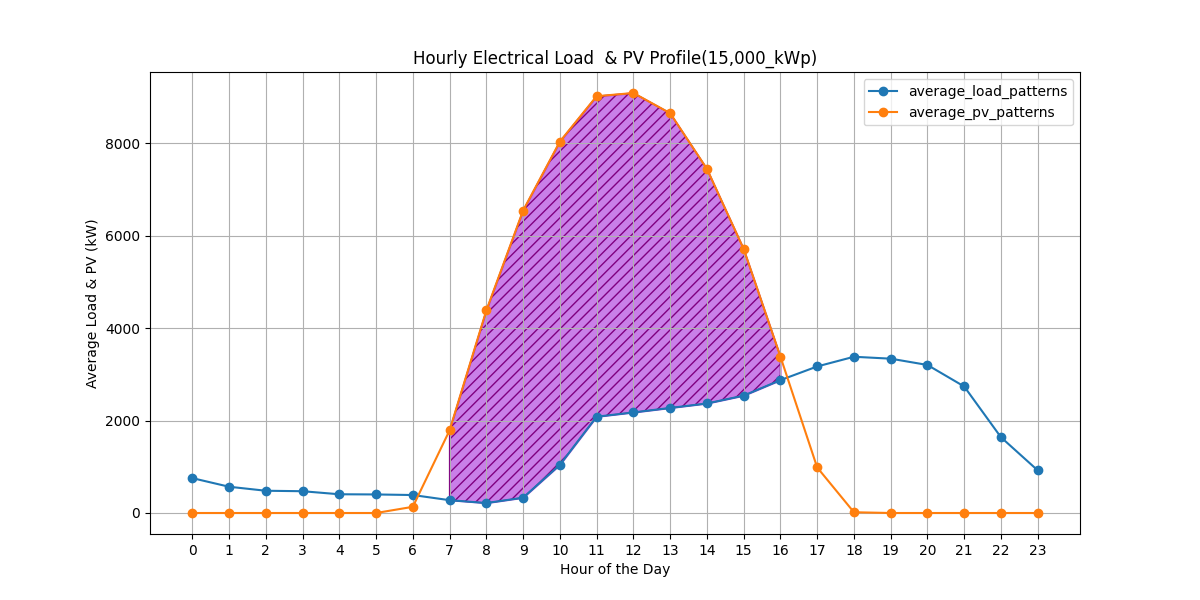 Hourly Electrical Load  & PV Profile(15,000_kWp)
average_load_patterns
average_pv_patterns
Average Load & PV (kW)
8000
6000
4000
2000
0
0 1 2 3 4 5 6 7 8 9 10 11 12 13 14 15 16 17 18 19 20 21 22 23
Hour of the Day